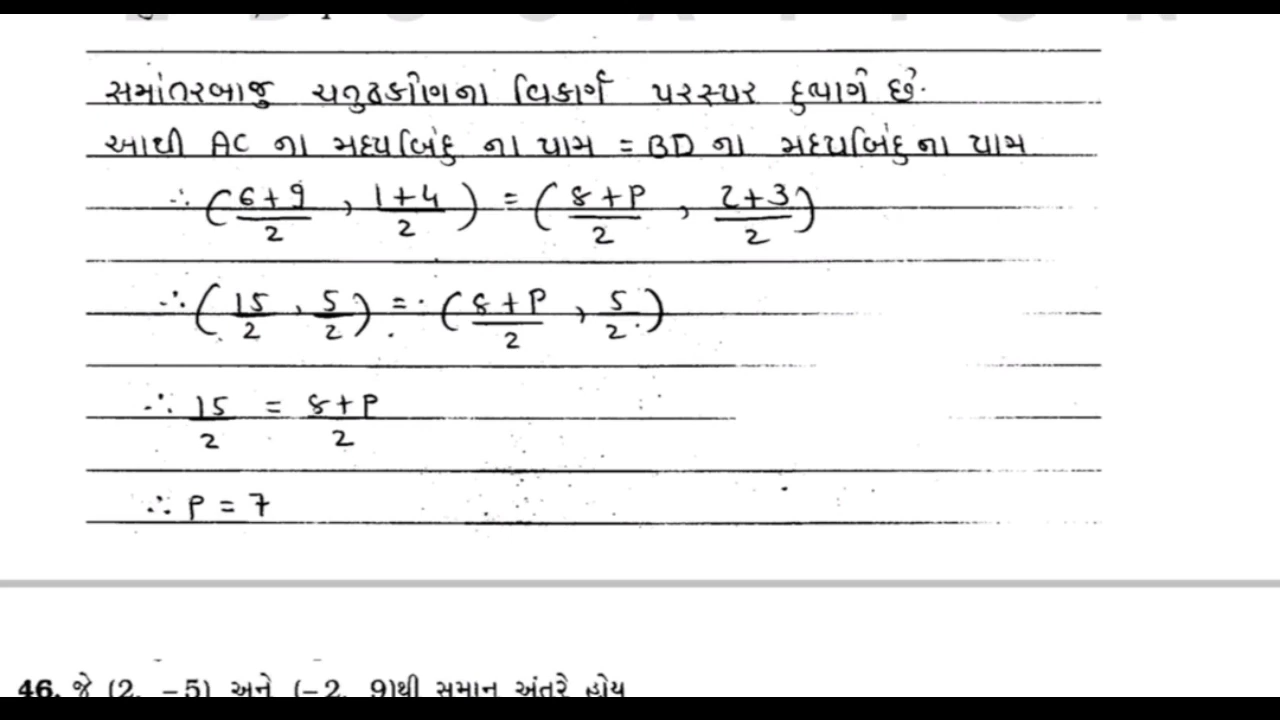 E D U C A T I O N
સમાંતરબાજુ ચતુષ્કોણના વિકર્ણ પરસ્પર દુભાગે છે.
આથી AC ના મધ્યબિંદુ ના યામ = BD ના મધ્યબિંદુના યામ
∴ (6+9/2 , 1+4/2) = (8+P/2 , 2+3/2)
∴ (15/2 , 5/2) = (8+P/2 , 5/2)
∴ 15/2 = 8+P/2
∴ P = 7
46. જે (2, −5) અને (−2, 9)થી સમાન અંતરે હોય